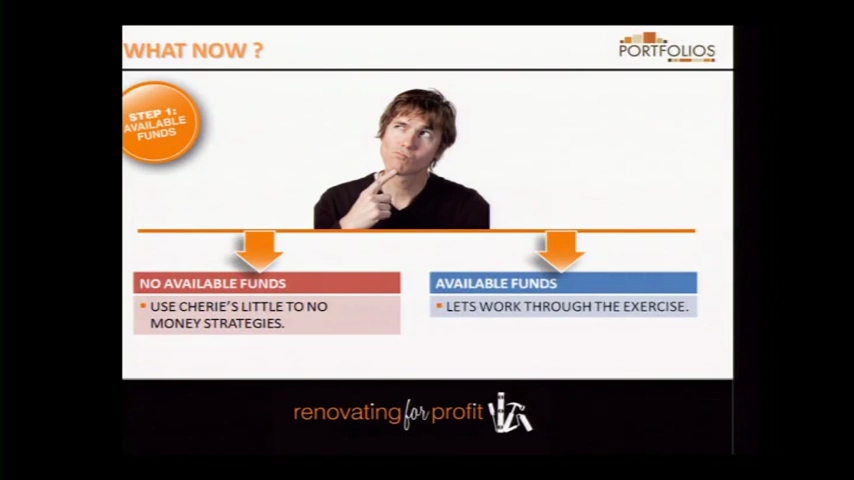 WHAT NOW ?
PORTFOLIOS
STEP 1:
AVAILABLE
FUNDS
NO AVAILABLE FUNDS
USE CHERIE'S LITTLE TO NO
MONEY STRATEGIES.
AVAILABLE FUNDS
LETS WORK THROUGH THE EXERCISE.
renovating for profit